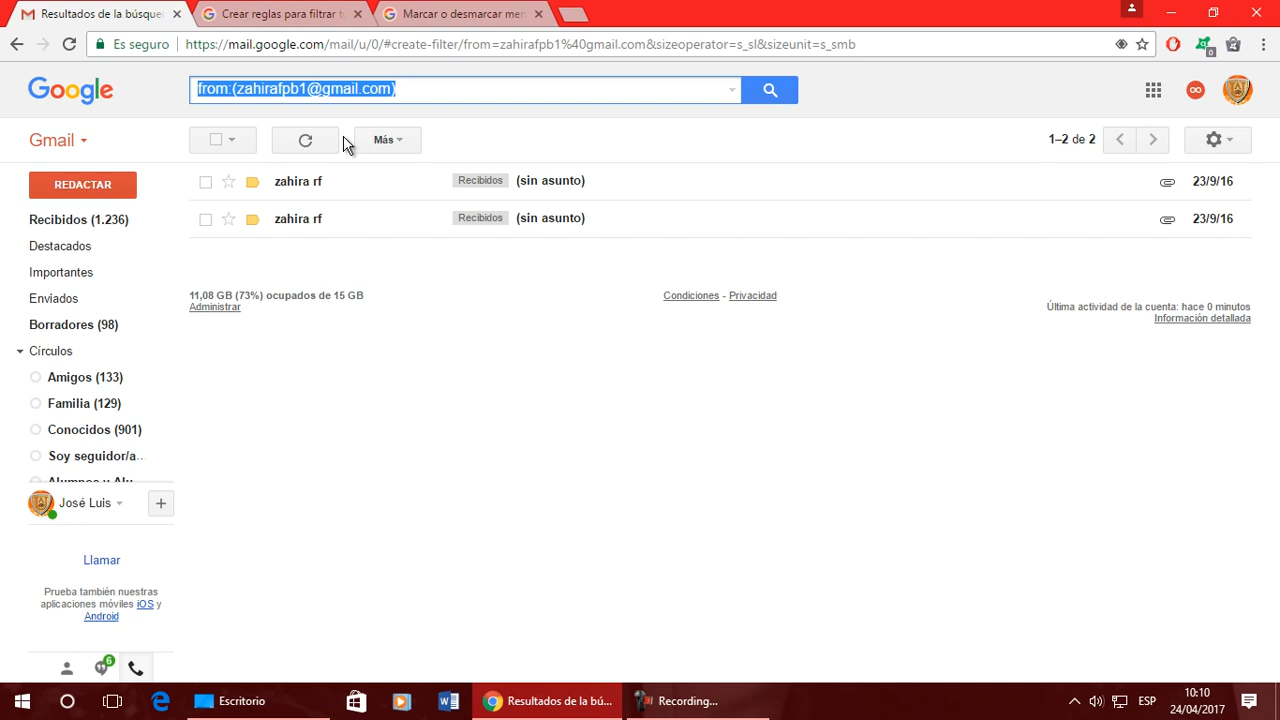 Resultados de la búsque
Crear reglas para filtrar tu
Marcar o desmarcar men
Es seguro
https://mail.google.com/mail/u/0/#create-filter/from=zahirafpb1%40gmail.com&sizeoperator=s_sl&sizeunit=s_smb
Google
from:(zahirafpb1@gmail.com)
Gmail
Más
1–2 de 2
REDACTAR
zahira rf
Recibidos
(sin asunto)
23/9/16
Recibidos (1.236)
zahira rf
Recibidos
(sin asunto)
23/9/16
Destacados
Importantes
Enviados
Borradores (98)
Círculos
Amigos (133)
Familia (129)
Conocidos (901)
Soy seguidor/a...
Alumnos y Alu
11,08 GB (73%) ocupados de 15 GB
Administrar
Condiciones - Privacidad
Última actividad de la cuenta: hace 0 minutos
Información detallada
José Luis
+
Llamar
Prueba también nuestras
aplicaciones móviles iOS y
Android
6
Escritorio
Resultados de la bú...
Recording...
ESP
10:10
24/04/2017